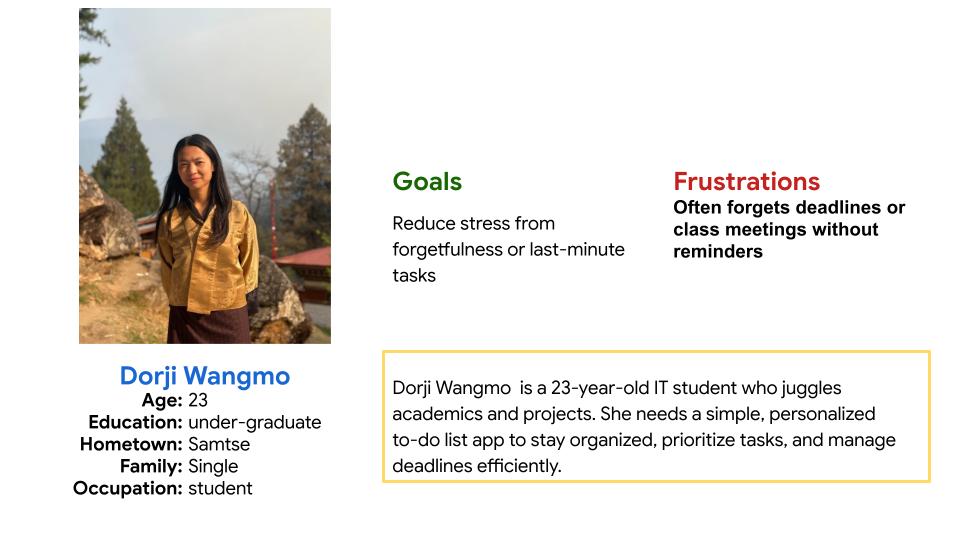 Dorji Wangmo
Age: 23
Education: under-graduate
Hometown: Samtse
Family: Single
Occupation: student
Goals
Reduce stress from
forgetfulness or last-minute
tasks
Frustrations
Often forgets deadlines or
class meetings without
reminders
Dorji Wangmo  is a 23-year-old IT student who juggles
academics and projects. She needs a simple, personalized
to-do list app to stay organized, prioritize tasks, and manage
deadlines efficiently.